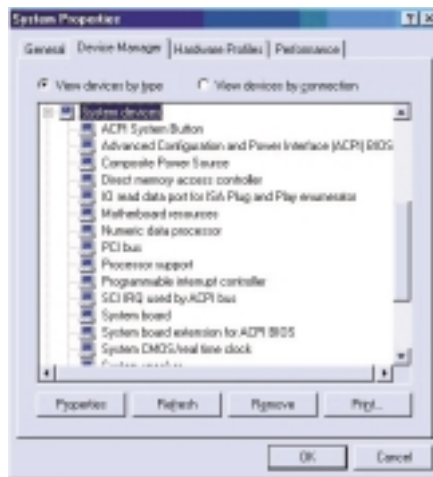 System Properties
General Device Manager Hardware Profiles Performance
View devices by type View devices by connection
System devices
ACPI System Button
Advanced Configuration and Power Interface (ACPI) BIOS
Composite Power Source
Direct memory access controller
IO read data port for ISA Plug and Play enumerator
Motherboard resources
Numeric data processor
PCI bus
Processor support
Programmable interrupt controller
SCI IRQ used by ACPI bus
System board
System board extension for ACPI BIOS
System CMOS/real time clock
System speaker
Properties Refresh Remove Print...
OK Cancel